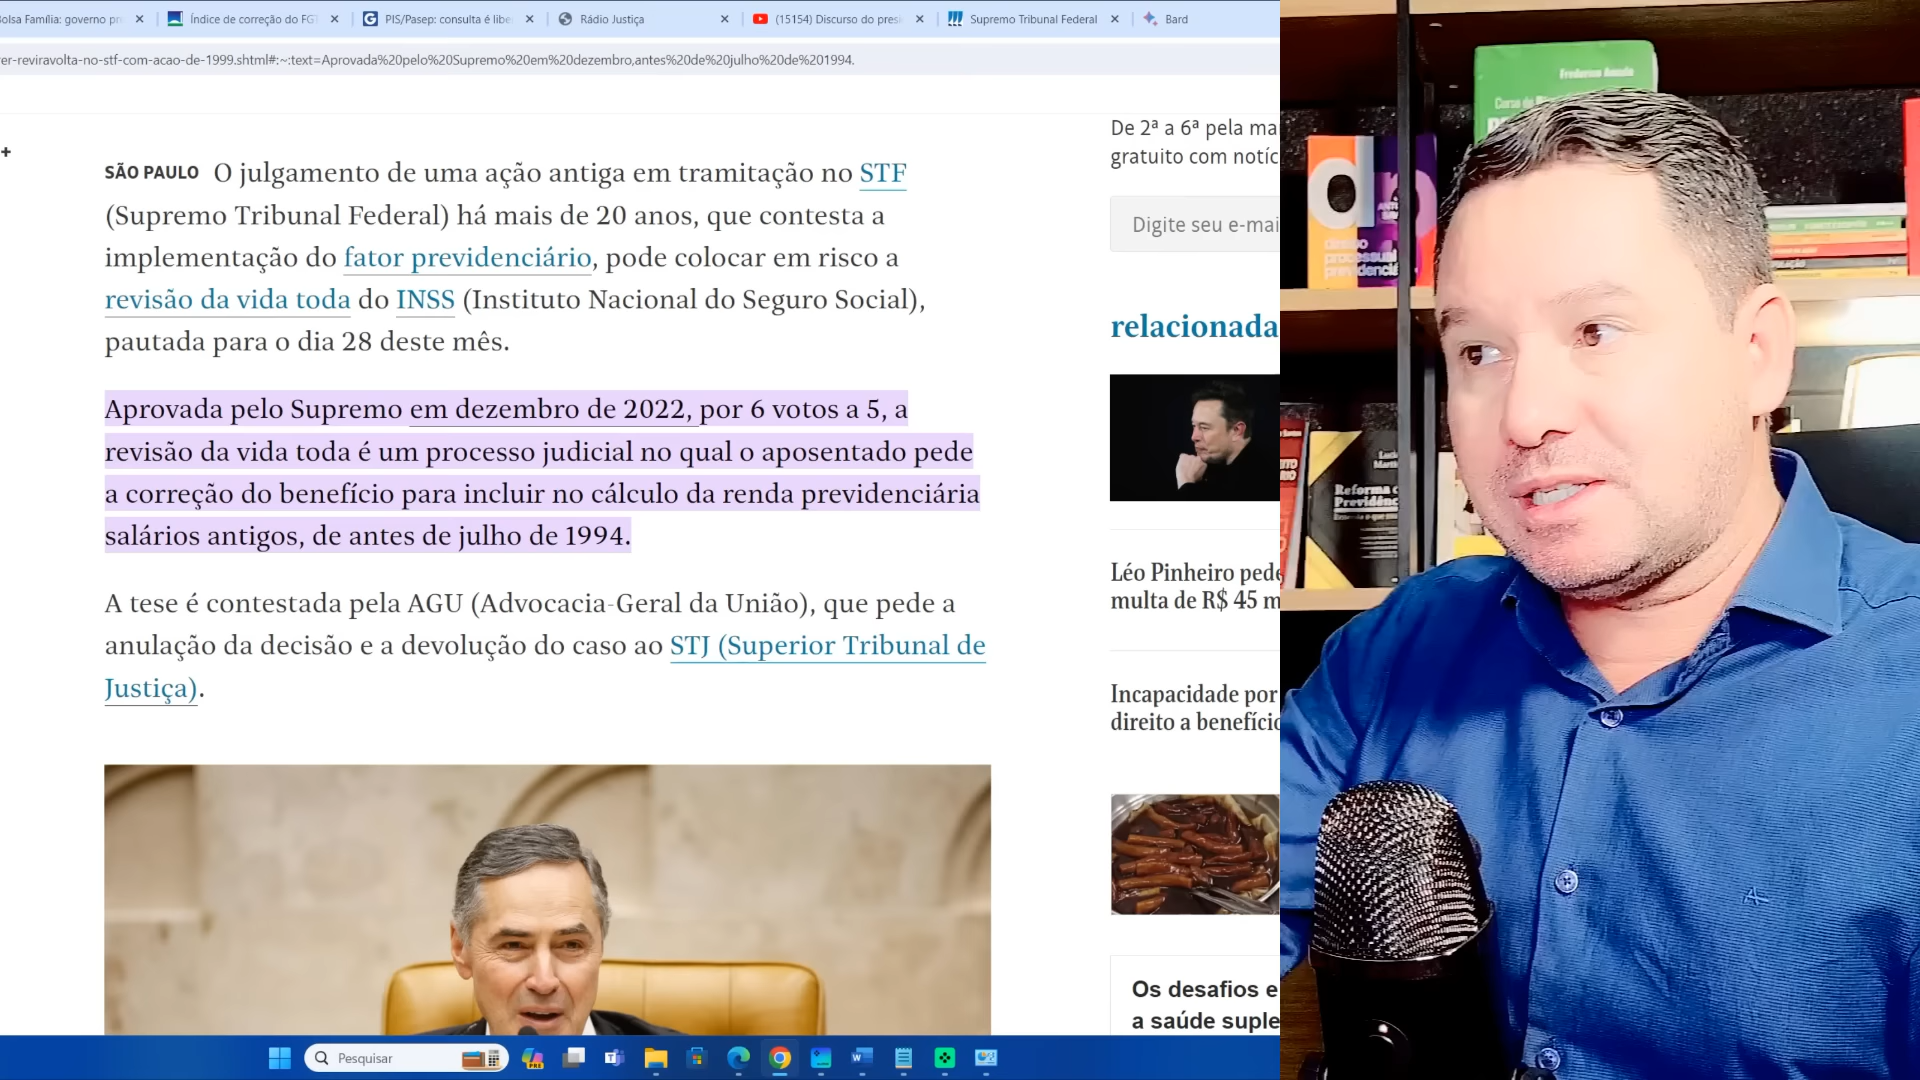 olsa Família: governo pr
Índice de correção do FGT
PIS/Pasep: consulta é libe
Rádio Justiça
(15154) Discurso do presi
Supremo Tribunal Federal
Bard
er-reviravolta-no-stf-com-acao-de-1999.shtml#:~:text=Aprovada%20pelo%20Supremo%20em%20dezembro,antes%20de%20julho%20de%201994.
SÃO PAULO O julgamento de uma ação antiga em tramitação no STF
(Supremo Tribunal Federal) há mais de 20 anos, que contesta a
implementação do fator previdenciário, pode colocar em risco a
revisão da vida toda do INSS (Instituto Nacional do Seguro Social),
pautada para o dia 28 deste mês.
Aprovada pelo Supremo em dezembro de 2022, por 6 votos a 5, a
revisão da vida toda é um processo judicial no qual o aposentado pede
a correção do benefício para incluir no cálculo da renda previdenciária
salários antigos, de antes de julho de 1994.
A tese é contestada pela AGU (Advocacia-Geral da União), que pede a
anulação da decisão e a devolução do caso ao STJ (Superior Tribunal de
Justiça).
De 2ª a 6ª pela ma
gratuito com notíc
Digite seu e-mai
relacionada
Léo Pinheiro pede
multa de R$ 45 m
Incapacidade por
direito a benefício
Os desafios e
a saúde suple
Pesquisar
PRE
Frederico Amado
Curso de
processual
Reforma